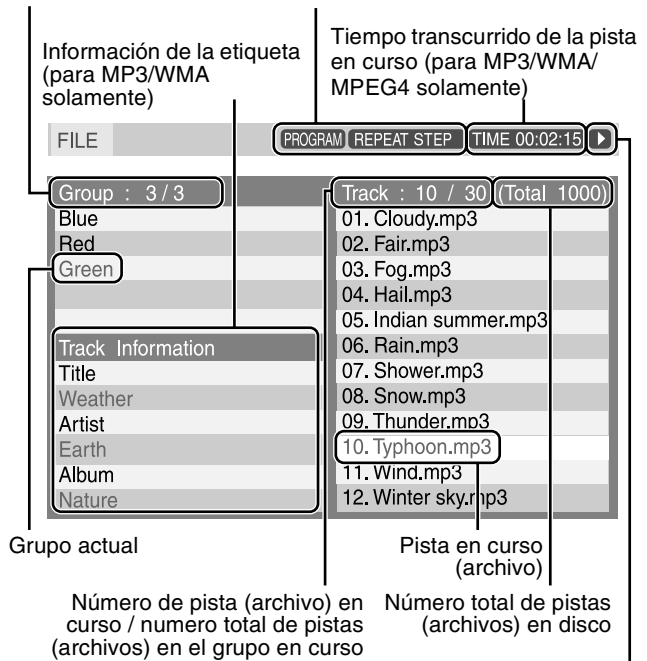 Información de la etiqueta
(para MP3/WMA
solamente)
Tiempo transcurrido de la pista
en curso (para MP3/WMA/
MPEG4 solamente)
FILE
PROGRAM REPEAT STEP TIME 00:02:15
Group : 3/3
Blue
Red
Green
Track Information
Title
Weather
Artist
Earth
Album
Nature
Track : 10 / 30 (Total 1000)
01. Cloudy.mp3
02. Fair.mp3
03. Fog.mp3
04. Hail.mp3
05. Indian summer.mp3
06. Rain.mp3
07. Shower.mp3
08. Snow.mp3
09. Thunder.mp3
10. Typhoon.mp3
11. Wind.mp3
12. Winter sky.mp3
Grupo actual
Pista en curso
(archivo)
Número de pista (archivo) en
curso / numero total de pistas
(archivos) en el grupo en curso
Número total de pistas
(archivos) en disco